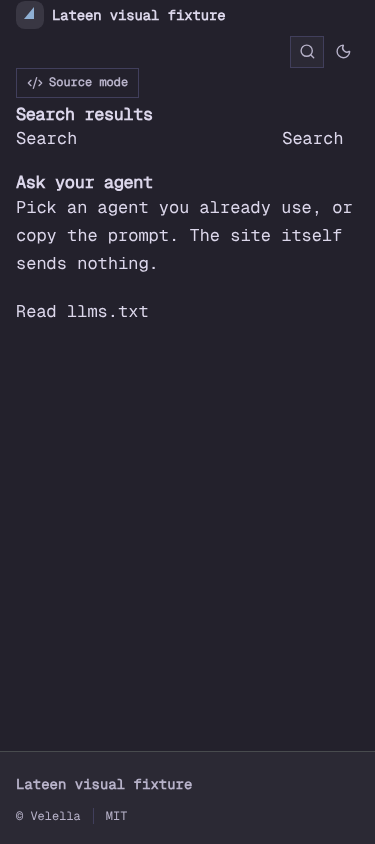 Lateen visual fixture
Source mode
Search results
Search Search
Ask your agent
Pick an agent you already use, or
copy the prompt. The site itself
sends nothing.
Read llms.txt
Lateen visual fixture
© Velella MIT